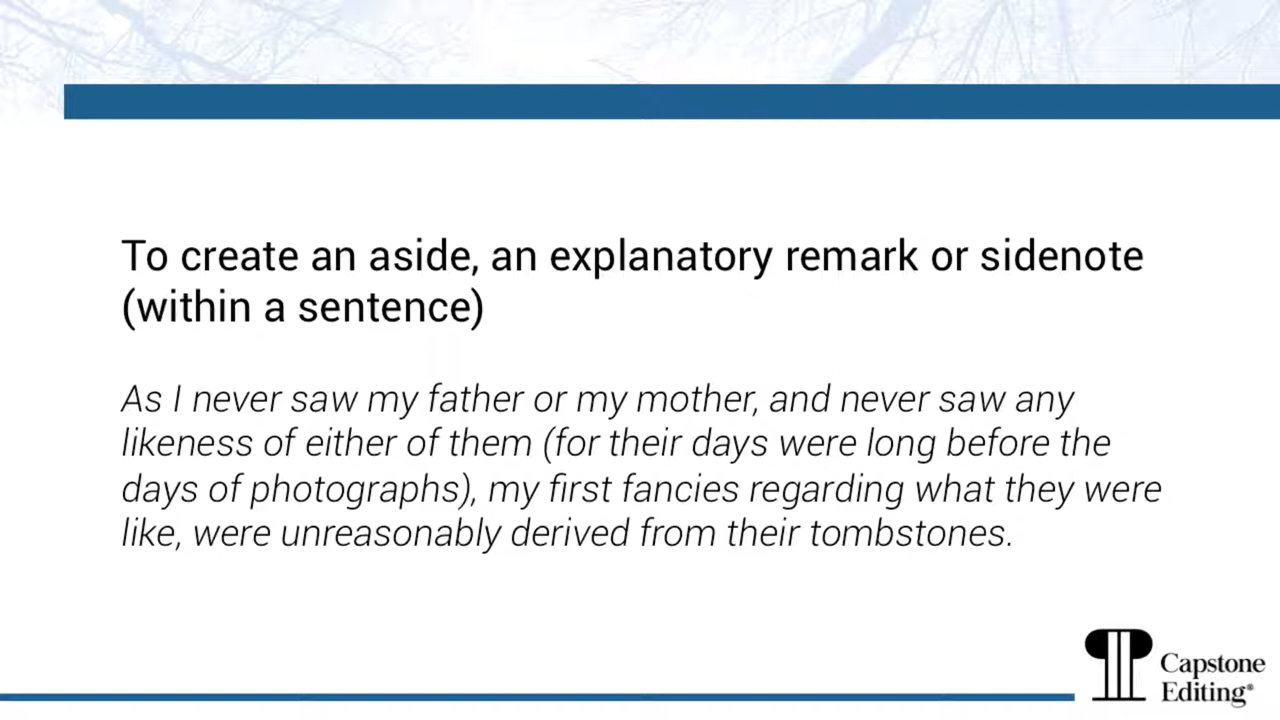 To create an aside, an explanatory remark or sidenote
(within a sentence)
As I never saw my father or my mother, and never saw any
likeness of either of them (for their days were long before the
days of photographs), my first fancies regarding what they were
like, were unreasonably derived from their tombstones.
Capstone
Editing®